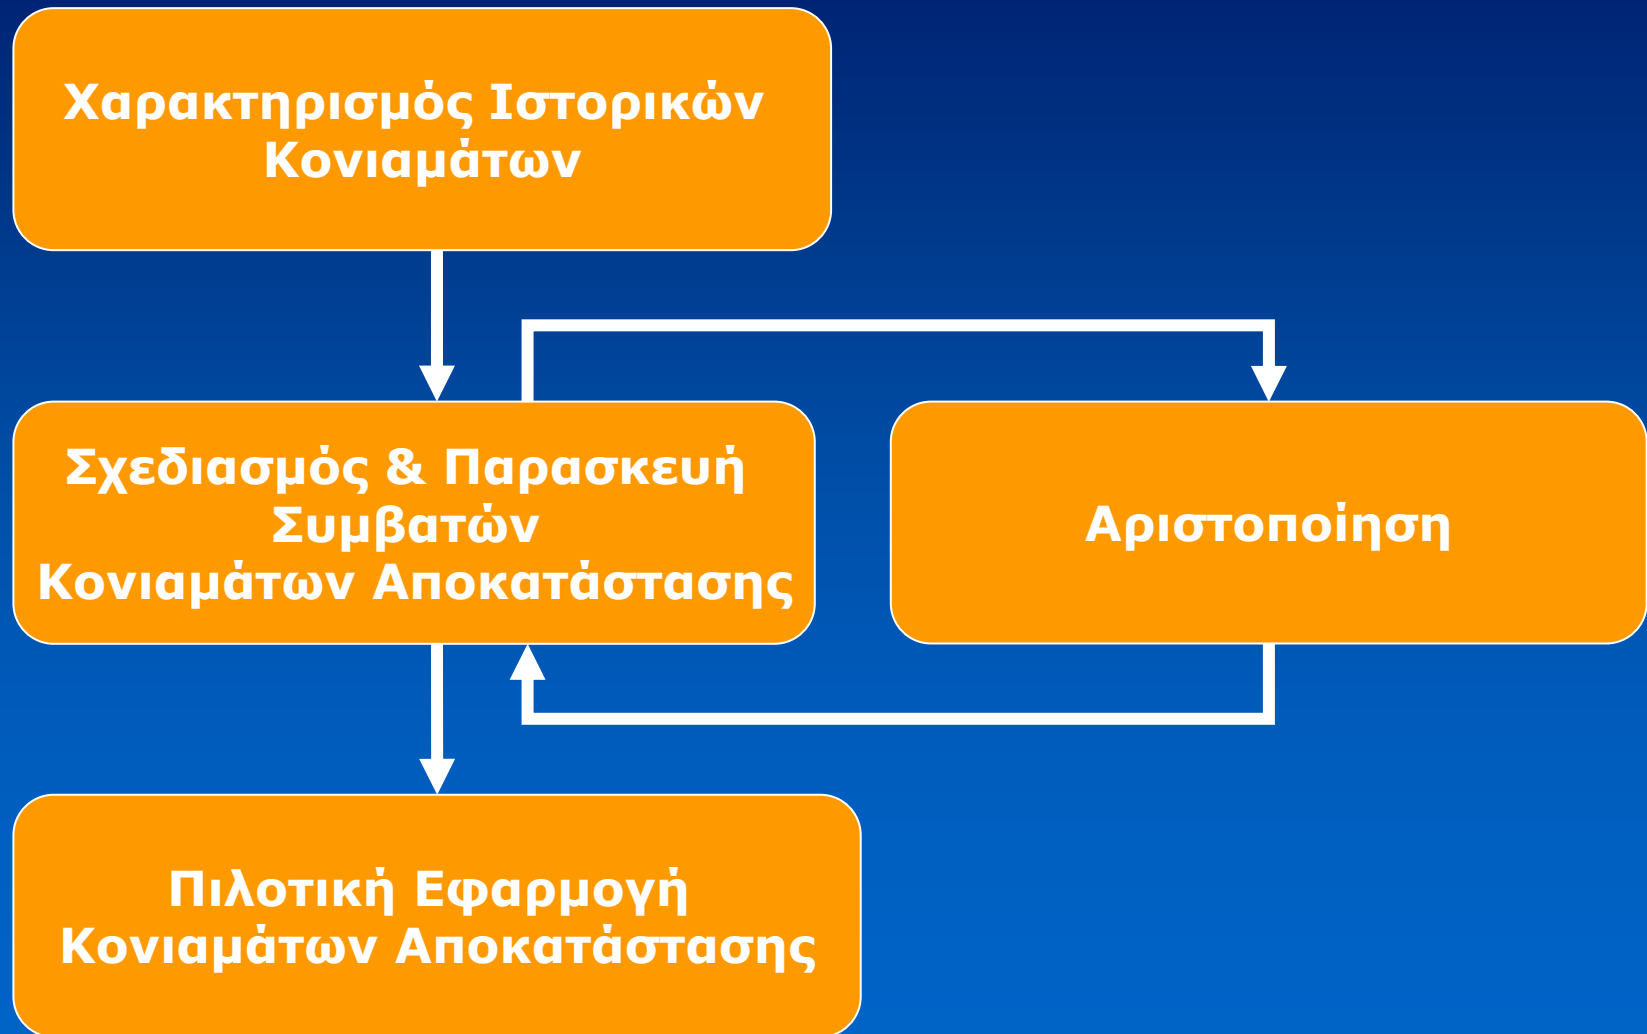 Χαρακτηρισμός Ιστορικών
Κονιαμάτων
Σχεδιασμός & Παρασκευή
Συμβατών
Κονιαμάτων Αποκατάστασης
Αριστοποίηση
Πιλοτική Εφαρμογή
Κονιαμάτων Αποκατάστασης